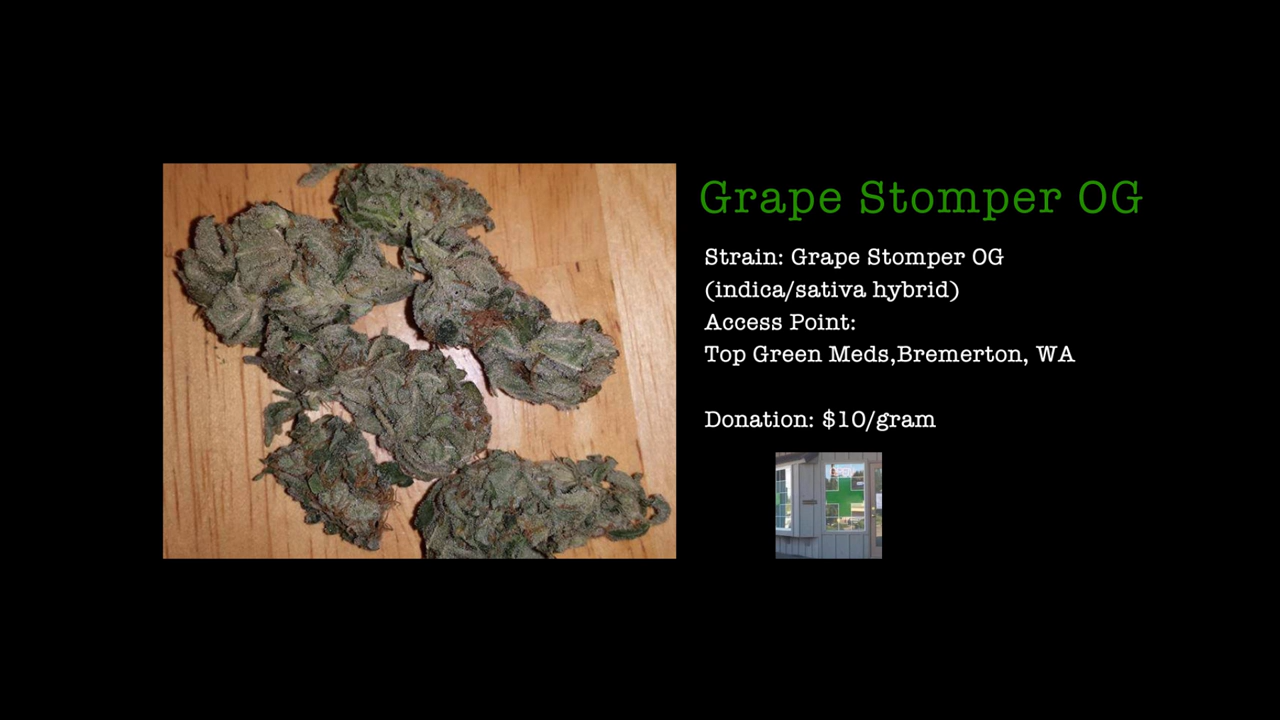 Grape Stomper OG
Strain: Grape Stomper OG
(indica/sativa hybrid)
Access Point:
Top Green Meds,Bremerton, WA
Donation: $10/gram